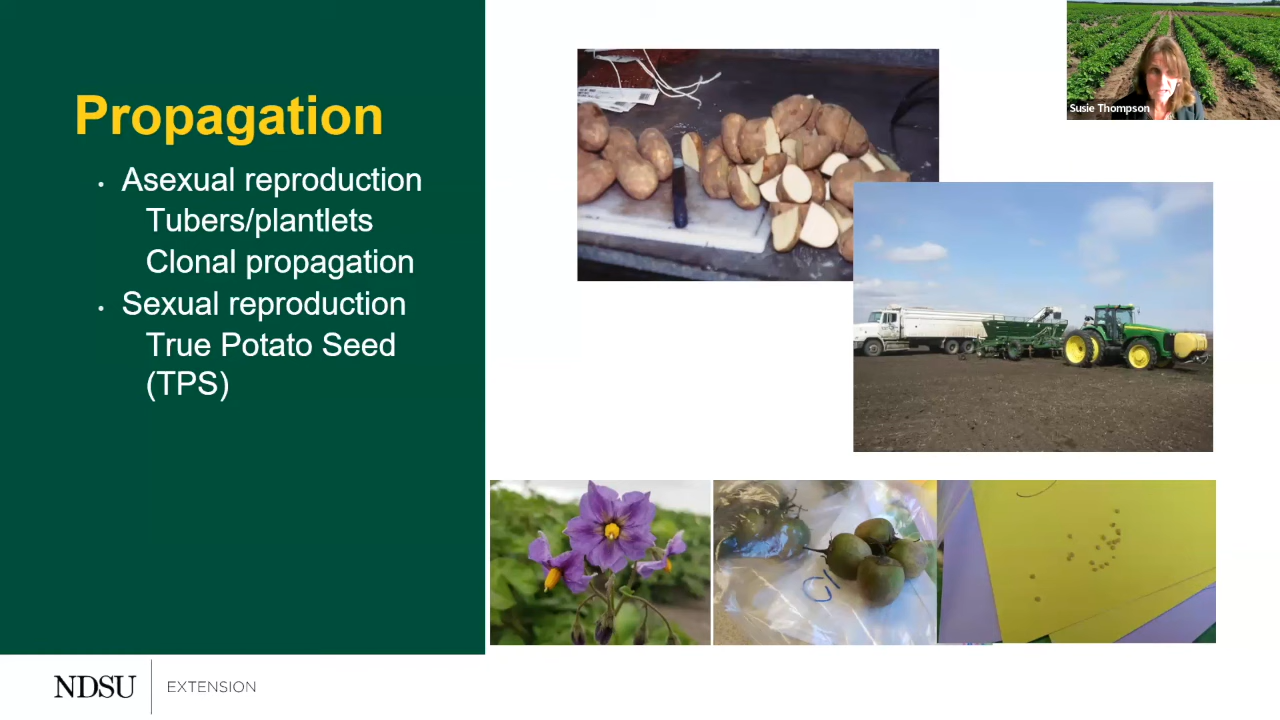 Propagation
• Asexual reproduction
Tubers/plantlets
Clonal propagation
• Sexual reproduction
True Potato Seed
(TPS)
Susie Thompson
NDSU
EXTENSION